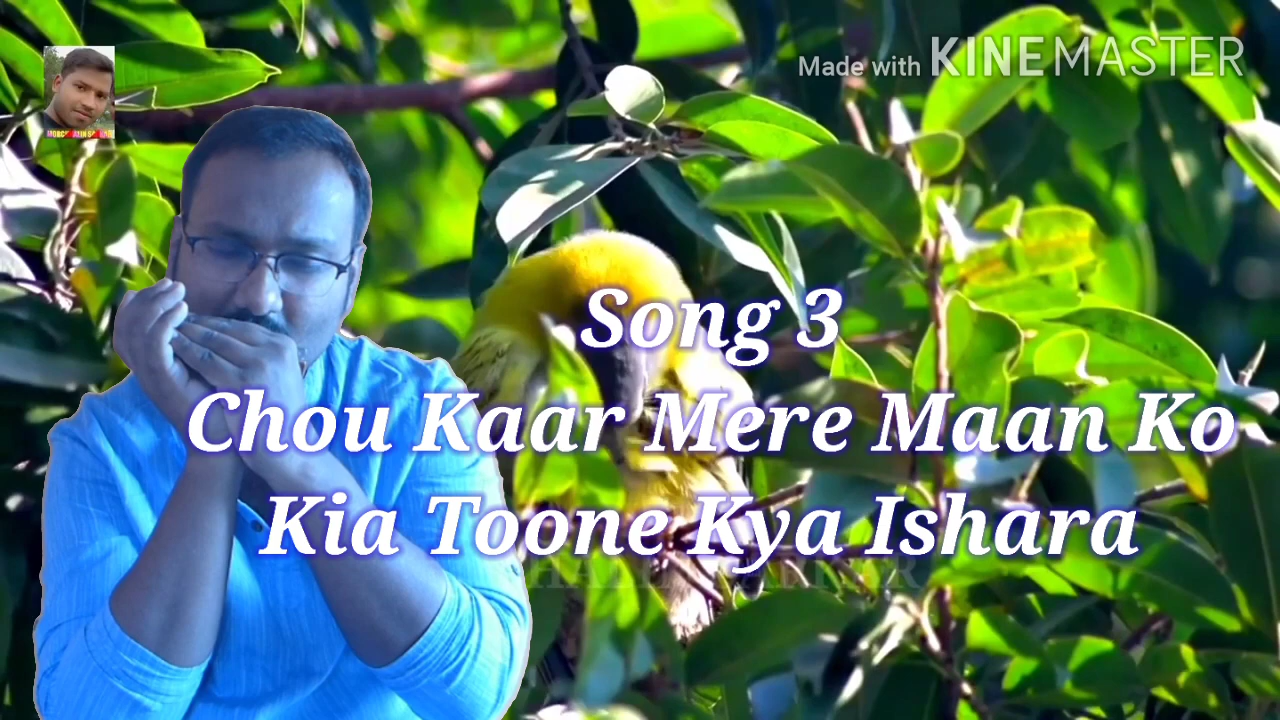 Made with KINEMASTER
Song 3
Chou Kaar Mere Maan Ko
Kia Toone Kya Ishara